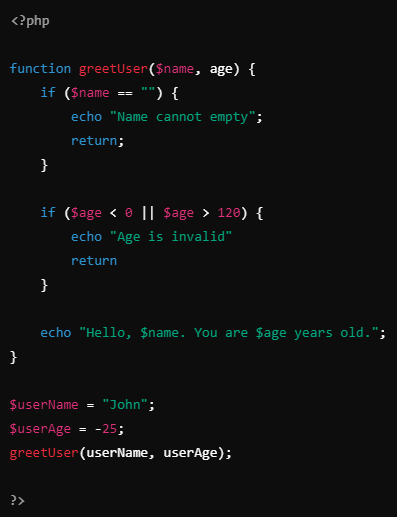 <?php
function greetUser($name, age) {
    if ($name == "") {
        echo "Name cannot empty";
        return;
    }
    if ($age < 0 || $age > 120) {
        echo "Age is invalid"
        return
    }
    echo "Hello, $name. You are $age years old.";
}
$userName = "John";
$userAge = -25;
greetUser(userName, userAge);
?>